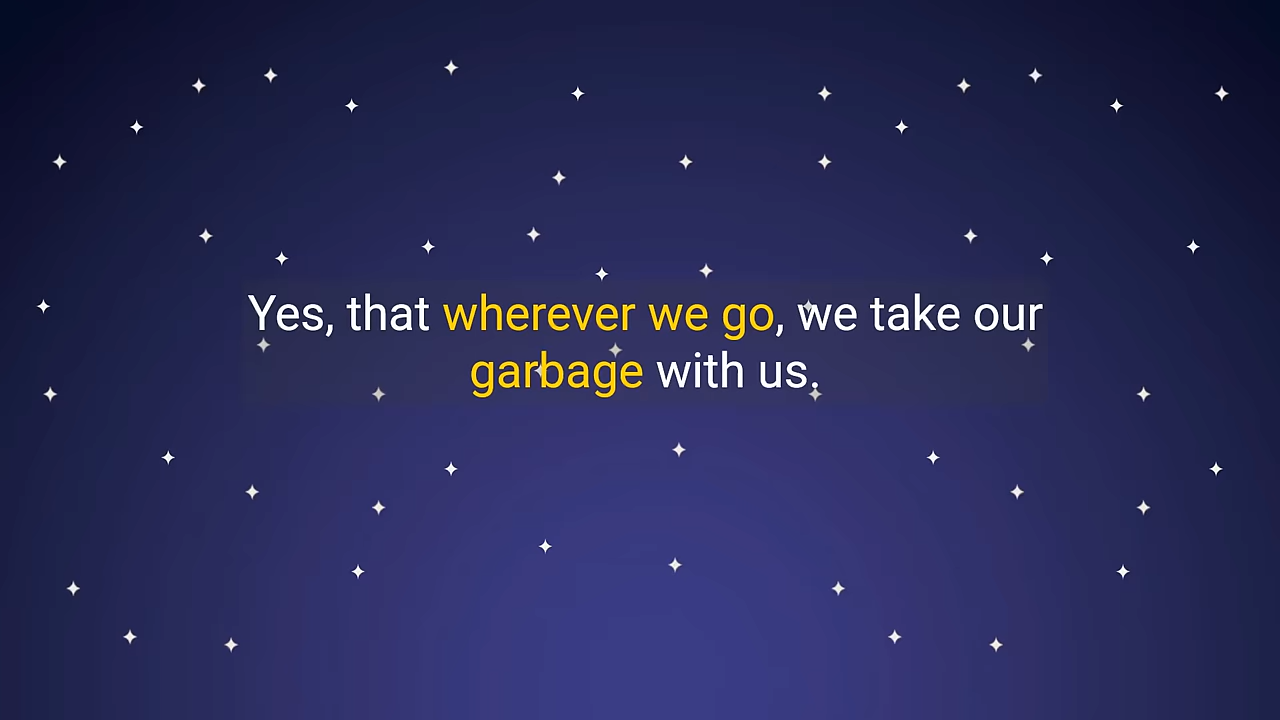 Yes, that wherever we go, we take our
garbage with us.